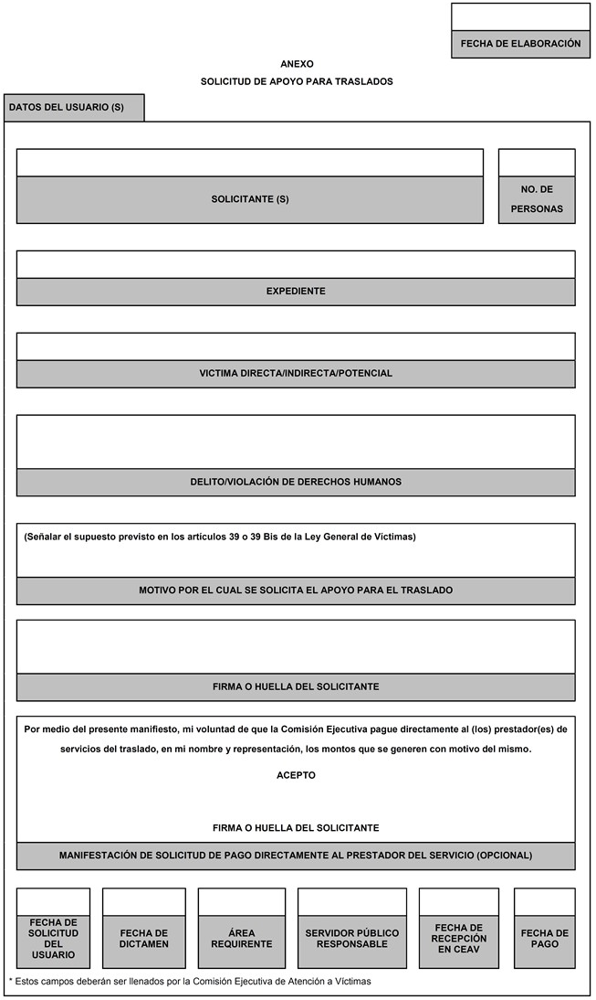 FECHA DE ELABORACIÓN
ANEXO
SOLICITUD DE APOYO PARA TRASLADOS
DATOS DEL USUARIO (S)
SOLICITANTE (S)
NO. DE
PERSONAS
EXPEDIENTE
VICTIMA DIRECTA/INDIRECTA/POTENCIAL
DELITO/VIOLACIÓN DE DERECHOS HUMANOS
(Señalar el supuesto previsto en los artículos 39 o 39 Bis de la Ley General de Víctimas)
MOTIVO POR EL CUAL SE SOLICITA EL APOYO PARA EL TRASLADO
FIRMA O HUELLA DEL SOLICITANTE
Por medio del presente manifiesto, mi voluntad de que la Comisión Ejecutiva pague directamente al (los) prestador(es) de
servicios del traslado, en mi nombre y representación, los montos que se generen con motivo del mismo.
ACEPTO
FIRMA O HUELLA DEL SOLICITANTE
MANIFESTACIÓN DE SOLICITUD DE PAGO DIRECTAMENTE AL PRESTADOR DEL SERVICIO (OPCIONAL)
FECHA DE
SOLICITUD
DEL
USUARIO
FECHA DE
DICTAMEN
ÁREA
REQUIRENTE
SERVIDOR PÚBLICO
RESPONSABLE
FECHA DE
RECEPCIÓN
EN CEAV
FECHA DE
PAGO
* Estos campos deberán ser llenados por la Comisión Ejecutiva de Atención a Víctimas